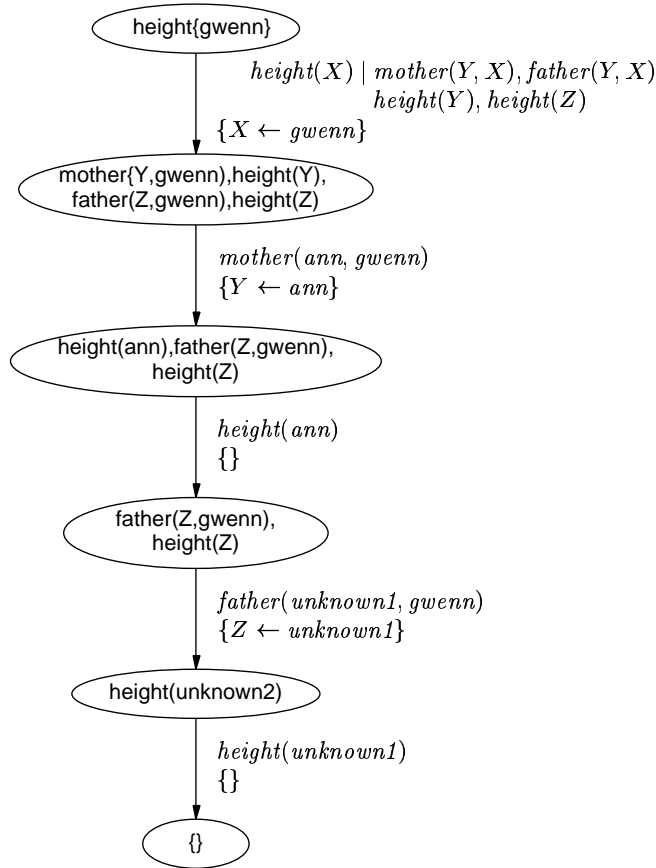 height{gwenn}
height(X) | mother(Y, X), father(Y, X)
height(Y), height(Z)
{X ← gwenn}
mother{Y,gwenn),height(Y),
father(Z,gwenn),height(Z)
mother(ann, gwenn)
{Y ← ann}
height(ann),father(Z,gwenn),
height(Z)
height(ann)
{}
father(Z,gwenn),
height(Z)
father(unknown1, gwenn)
{Z ← unknown1}
height(unknown2)
height(unknown1)
{}
{}